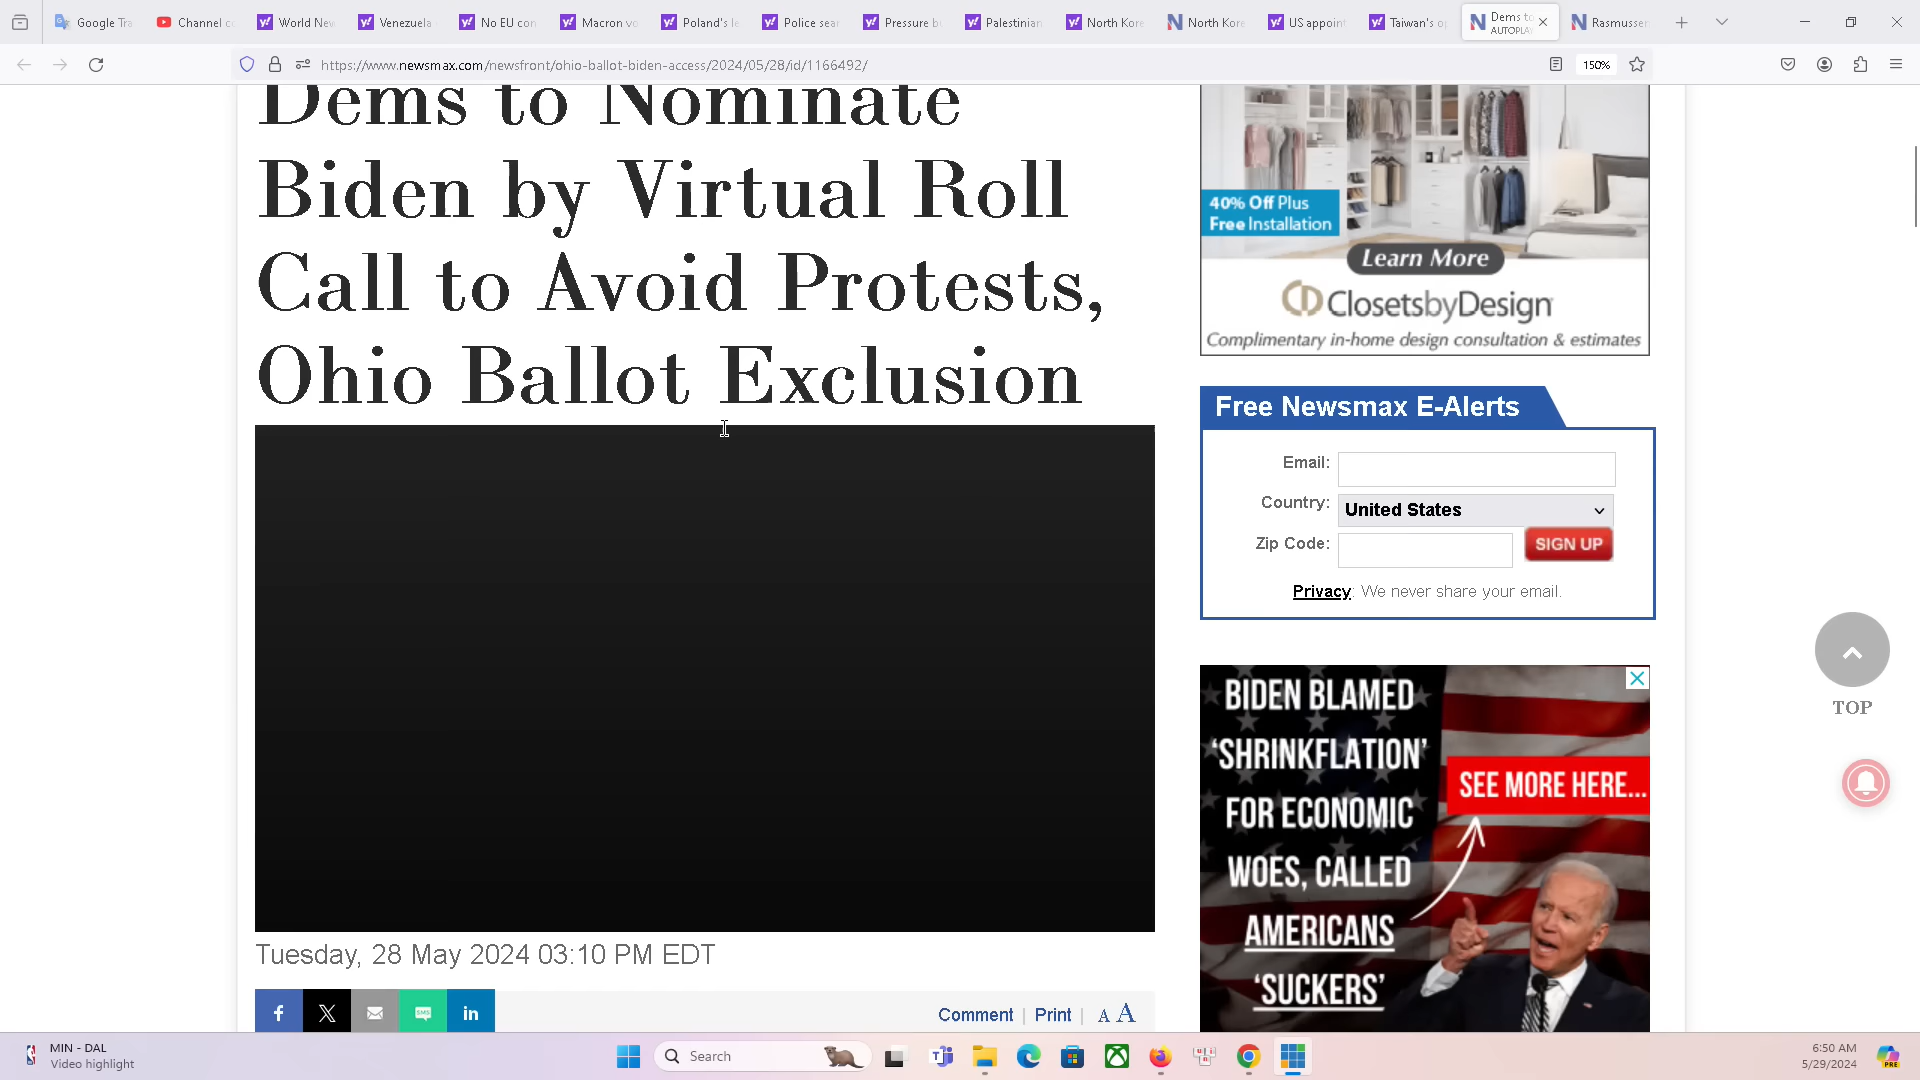 Google Tra
Channel c
World Nev
Venezuela
No EU con
Macron vo
Poland's le
Police sear
Pressure b
Palestinian
North Kore
North Kore
US appoint
Taiwan's o
Dems to
AUTOPLAY
Rasmussen
https://www.newsmax.com/newsfront/ohio-ballot-biden-access/2024/05/28/id/1166492/
150%
Dems to Nominate
Biden by Virtual Roll
Call to Avoid Protests,
Ohio Ballot Exclusion
Tuesday, 28 May 2024 03:10 PM EDT
f
X
SMS
in
Comment | Print | A A
40% Off Plus
Free Installation
Learn More
ClosetsbyDesign
Complimentary in-home design consultation & estimates
Free Newsmax E-Alerts
Email:
Country: United States
Zip Code:
SIGN UP
Privacy: We never share your email.
BIDEN BLAMED
‘SHRINKFLATION’
FOR ECONOMIC
WOES, CALLED
AMERICANS
‘SUCKERS’
SEE MORE HERE...
TOP
MIN - DAL
Video highlight
Search
PRE
6:50 AM
5/29/2024